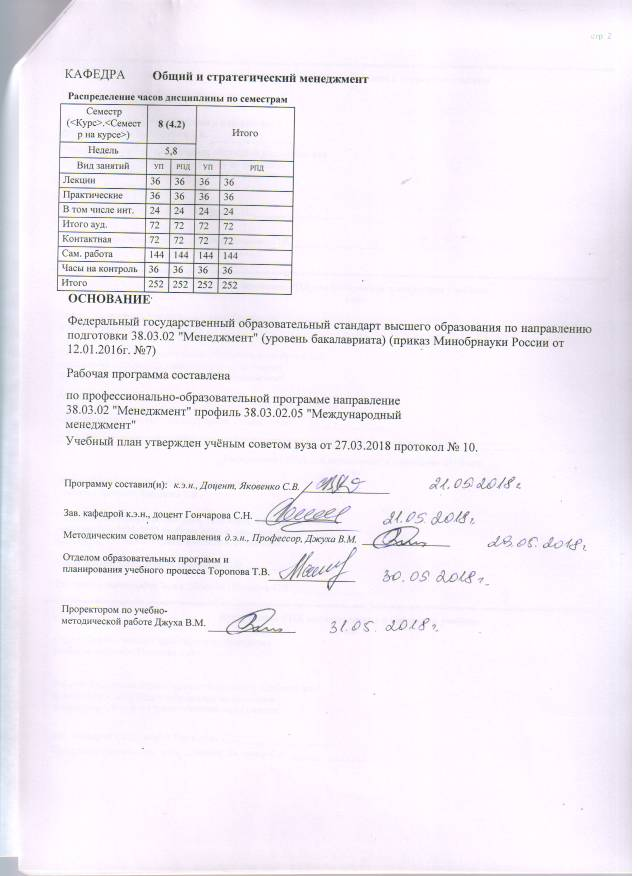 стр 2
КАФЕДРА Общий и стратегический менеджмент
Распределение часов дисциплины по семестрам
Семестр
(<Курс>.<Семест
р на курсе>) 8 (4.2) Итого
Недель 5,8
Вид занятий УП РПД УП РПД
Лекции 36 36 36 36
Практические 36 36 36 36
В том числе инт. 24 24 24 24
Итого ауд. 72 72 72 72
Контактная 72 72 72 72
Сам. работа 144 144 144 144
Часы на контроль 36 36 36 36
Итого 252 252 252 252
ОСНОВАНИЕ
Федеральный государственный образовательный стандарт высшего образования по направлению
подготовки 38.03.02 "Менеджмент" (уровень бакалавриата) (приказ Минобрнауки России от
12.01.2016г. №7)
Рабочая программа составлена
по профессионально-образовательной программе направление
38.03.02 "Менеджмент" профиль 38.03.02.05 "Международный
менеджмент"
Учебный план утвержден учёным советом вуза от 27.03.2018 протокол № 10.
Программу составил(и): к.э.н., Доцент, Яковенко С.В. 21.05 2018 г.
Зав. кафедрой к.э.н., доцент Гончарова С.Н. 21.05.2018 г.
Методическим советом направления д.э.н., Профессор, Джуха В.М. 29.05.2018г.
Отделом образовательных программ и
планирования учебного процесса Торопова Т.В. 30.05 2018 г.
Проректором по учебно-
методической работе Джуха В.М. 31.05. 2018 г.